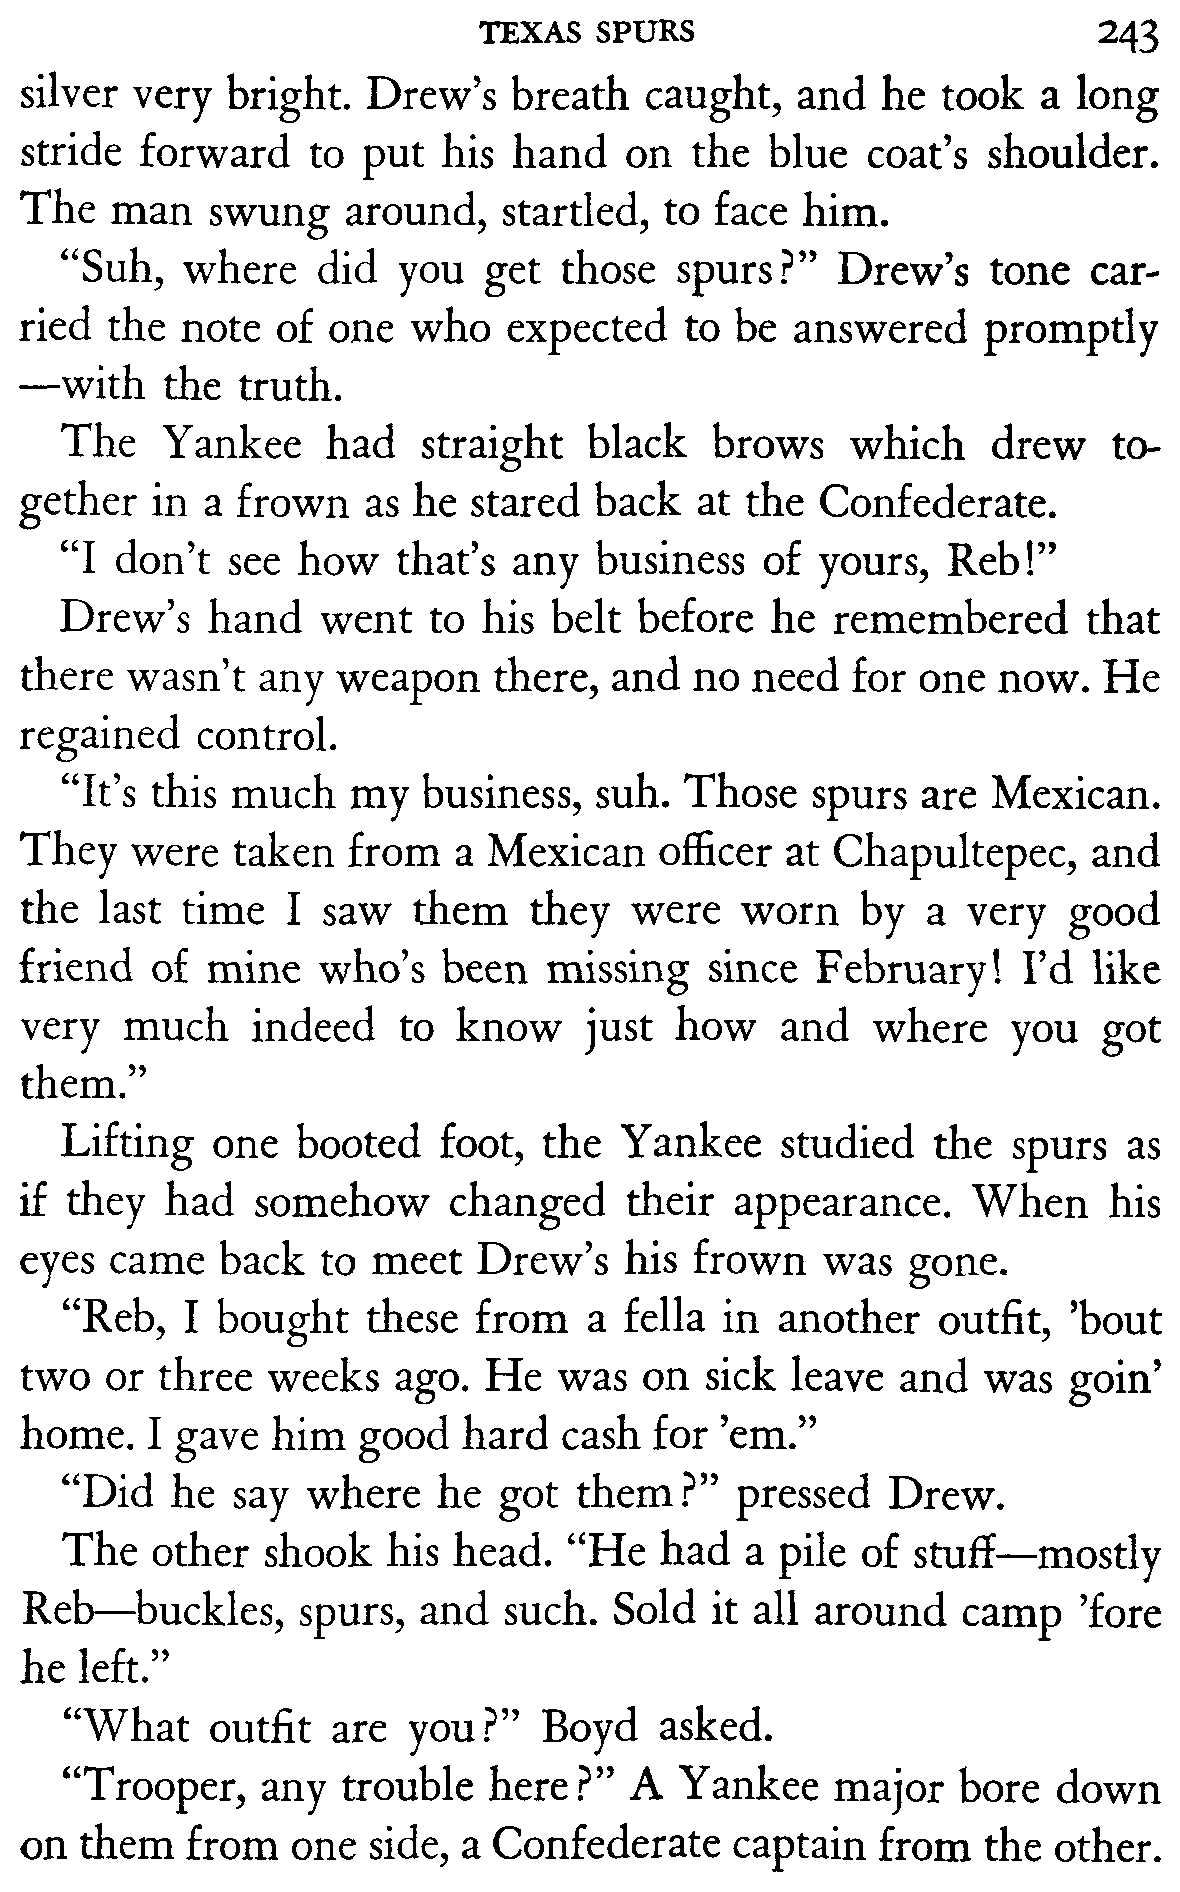 TEXAS SPURS 243
silver very bright. Drew's breath caught, and he took a long
stride forward to put his hand on the blue coat's shoulder.
The man swung around, startled, to face him.
“Suh, where did you get those spurs?” Drew's tone car-
ried the note of one who expected to be answered promptly
—with the truth.
The Yankee had straight black brows which drew to-
gether in a frown as he stared back at the Confederate.
“I don't see how that's any business of yours, Reb!”
Drew's hand went to his belt before he remembered that
there wasn't any weapon there, and no need for one now. He
regained control.
“It's this much my business, suh. Those spurs are Mexican.
They were taken from a Mexican officer at Chapultepec, and
the last time I saw them they were worn by a very good
friend of mine who's been missing since February! I'd like
very much indeed to know just how and where you got
them.”
Lifting one booted foot, the Yankee studied the spurs as
if they had somehow changed their appearance. When his
eyes came back to meet Drew's his frown was gone.
“Reb, I bought these from a fella in another outfit, 'bout
two or three weeks ago. He was on sick leave and was goin'
home. I gave him good hard cash for 'em.”
“Did he say where he got them?” pressed Drew.
The other shook his head. “He had a pile of stuff—mostly
Reb—buckles, spurs, and such. Sold it all around camp 'fore
he left.”
“What outfit are you?” Boyd asked.
“Trooper, any trouble here?” A Yankee major bore down
on them from one side, a Confederate captain from the other.